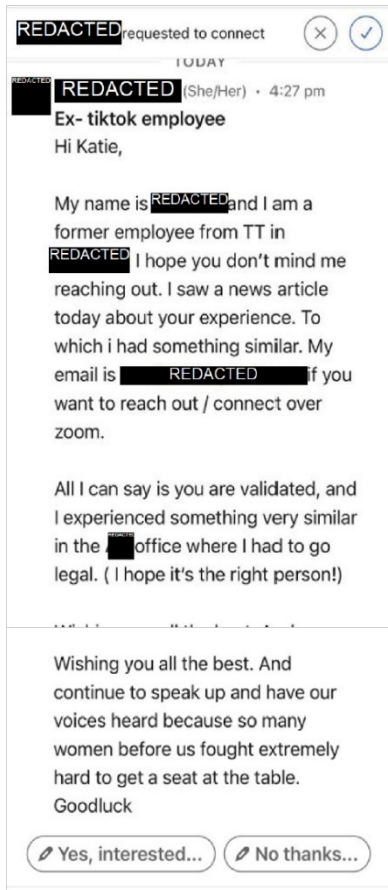 REDACTED requested to connect
TODAY
REDACTED
REDACTED (She/Her) • 4:27 pm
Ex- tiktok employee
Hi Katie,
My name is REDACTED and I am a
former employee from TT in
REDACTED I hope you don't mind me
reaching out. I saw a news article
today about your experience. To
which i had something similar. My
email is REDACTED if you
want to reach out / connect over
zoom.
All I can say is you are validated, and
I experienced something very similar
in the REDACTED office where I had to go
legal. ( I hope it's the right person!)
Wishing you all the best. And
continue to speak up and have our
voices heard because so many
women before us fought extremely
hard to get a seat at the table.
Goodluck
Yes, interested...
No thanks...